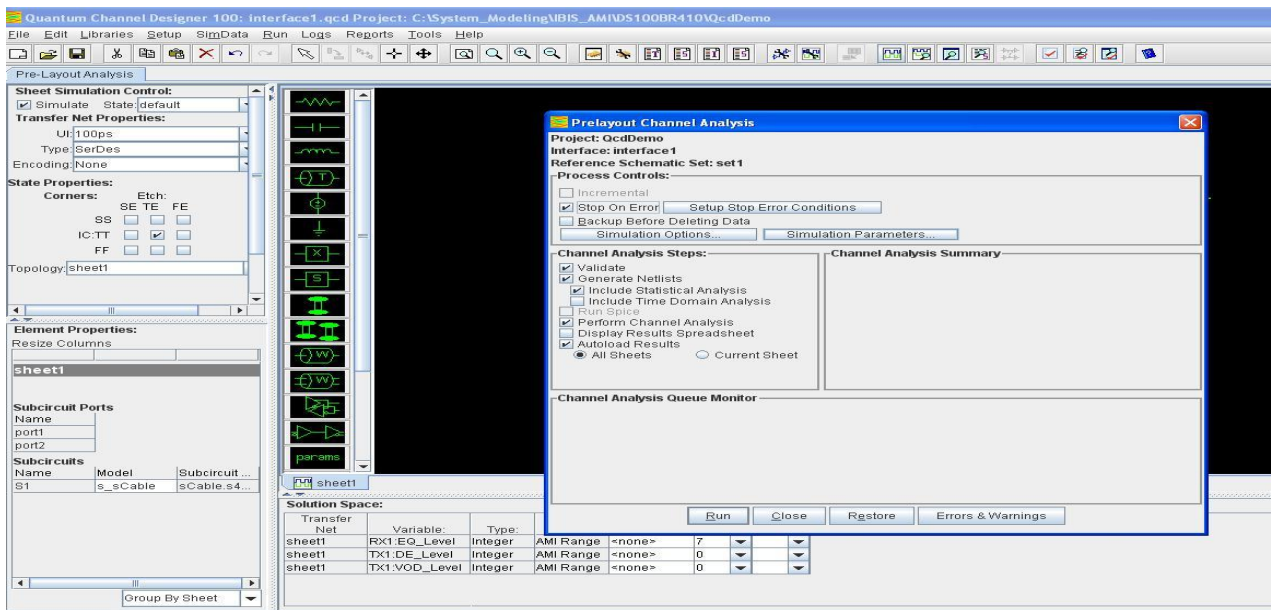 Quantum Channel Designer 100: interface1.qcd Project: C:\System_Modeling\IBIS_AMI\DS100BR410\QcdDemo
File Edit Libraries Setup SimData Run Logs Reports Tools Help
Pre-Layout Analysis
Sheet Simulation Control:
Simulate State: default
Transfer Net Properties:
UI: 100ps
Type: SerDes
Encoding: None
State Properties:
Corners: Etch:
SE TE FE
SS
IC:TT
FF
Topology: sheet1
Element Properties:
Resize Columns
sheet1
Subcircuit Ports
Name
port1
port2
Subcircuits
Name Model Subcircuit ...
S1 s_sCable sCable.s4...
Group By Sheet
T
X
S
W
W
params
sheet1
Prelayout Channel Analysis
Project: QcdDemo
Interface: interface1
Reference Schematic Set: set1
Process Controls:
Incremental
Stop On Error Setup Stop Error Conditions
Backup Before Deleting Data
Simulation Options... Simulation Parameters...
Channel Analysis Steps:
Validate
Generate Netlists
Include Statistical Analysis
Include Time Domain Analysis
Run Spice
Perform Channel Analysis
Display Results Spreadsheet
Autoload Results
All Sheets Current Sheet
Channel Analysis Summary
Channel Analysis Queue Monitor
Run Close Restore Errors & Warnings
Solution Space:
Transfer Net Variable: Type:
sheet1 RX1:EQ_Level Integer AMI Range <none> 7
sheet1 TX1:DE_Level Integer AMI Range <none> 0
sheet1 TX1:VOD_Level Integer AMI Range <none> 0